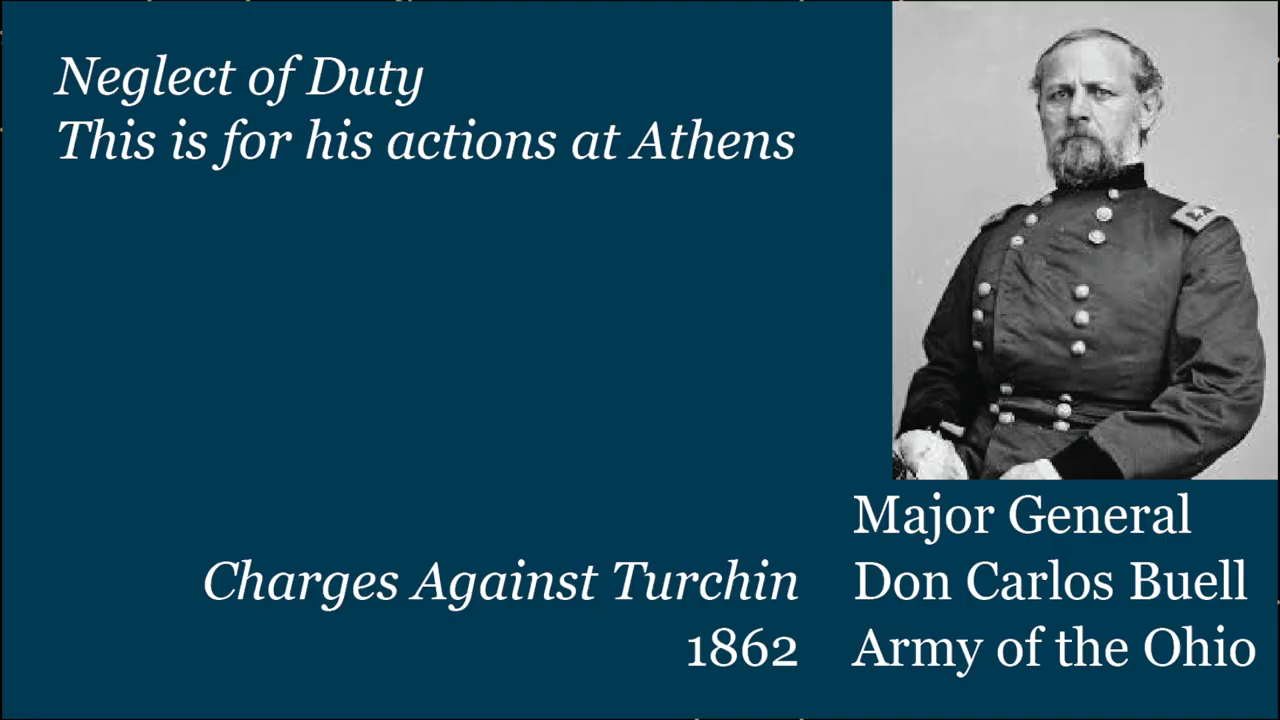 Neglect of Duty
This is for his actions at Athens
Charges Against Turchin
1862
Major General
Don Carlos Buell
Army of the Ohio